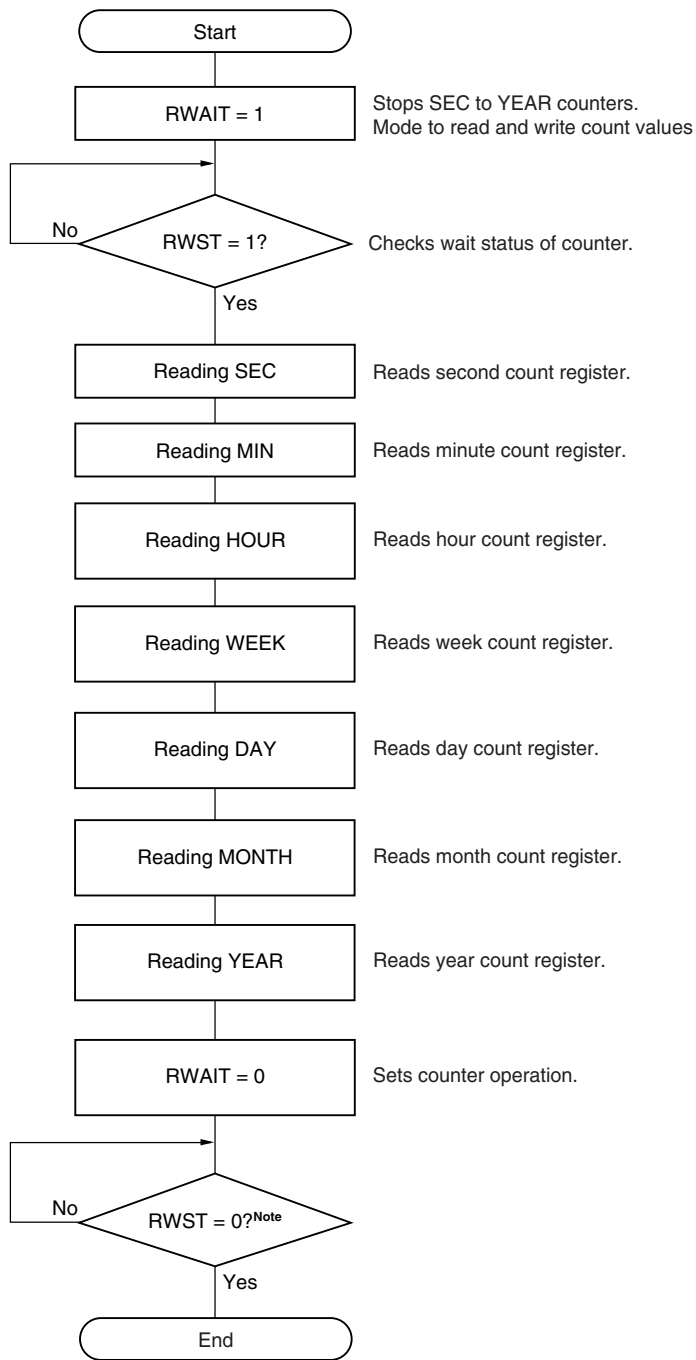 Start
RWAIT = 1
Stops SEC to YEAR counters.
Mode to read and write count values
No
RWST = 1?
Checks wait status of counter.
Yes
Reading SEC
Reads second count register.
Reading MIN
Reads minute count register.
Reading HOUR
Reads hour count register.
Reading WEEK
Reads week count register.
Reading DAY
Reads day count register.
Reading MONTH
Reads month count register.
Reading YEAR
Reads year count register.
RWAIT = 0
Sets counter operation.
No
RWST = 0?Note
Yes
End